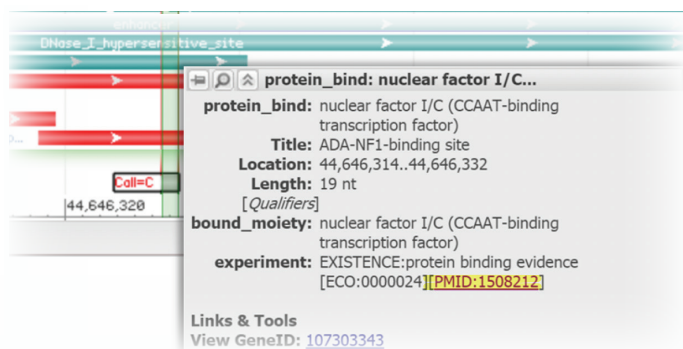 enhancer
DNase_I_hypersensitive_site
protein_bind: nuclear factor I/C...
protein_bind: nuclear factor I/C (CCAAT-binding
transcription factor)
Title: ADA-NF1-binding site
Location: 44,646,314..44,646,332
Length: 19 nt
[Qualifiers]
bound_moiety: nuclear factor I/C (CCAAT-binding
transcription factor)
experiment: EXISTENCE:protein binding evidence
[ECO:0000024][PMID:1508212]
Links & Tools
View GeneID: 107303343
Call=C
44,646,320